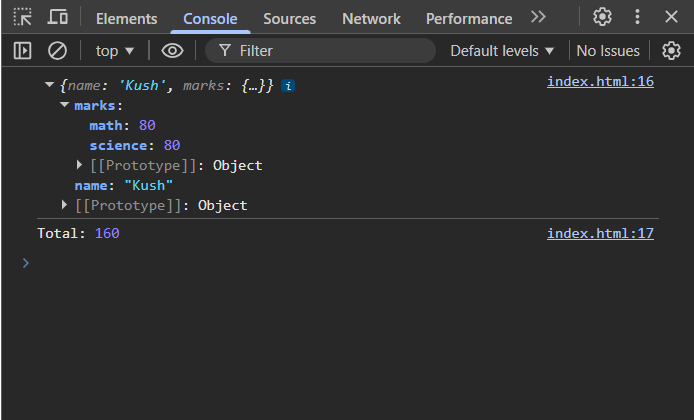 Elements Console Sources Network Performance
top Filter Default levels No Issues
{name: 'Kush', marks: {…}} i index.html:16
marks:
math: 80
science: 80
[[Prototype]]: Object
name: "Kush"
[[Prototype]]: Object
Total: 160 index.html:17